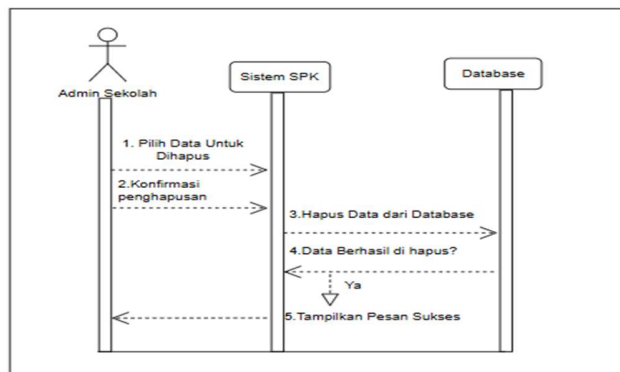 Admin Sekolah
Sistem SPK
Database
1. Pilih Data Untuk
Dihapus
2.Konfirmasi
penghapusan
3.Hapus Data dari Database
4.Data Berhasil di hapus?
Ya
5.Tampilkan Pesan Sukses